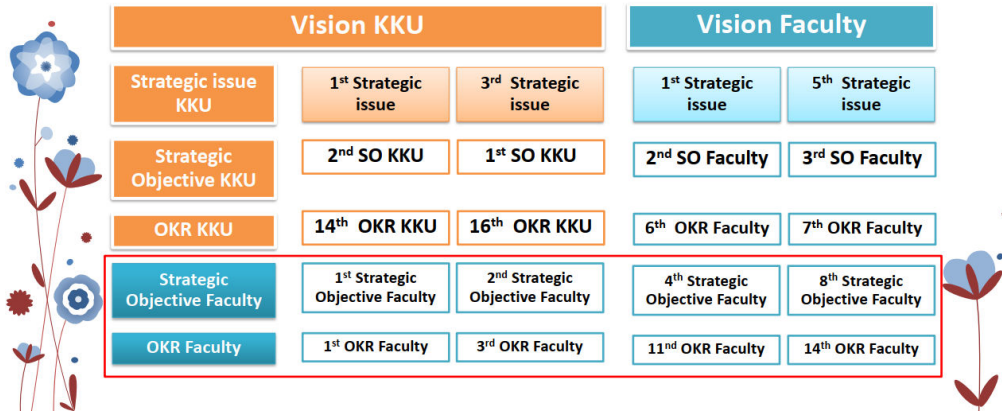 Vision KKU
Vision Faculty
Strategic issue
KKU
1st Strategic
issue
3rd Strategic
issue
1st Strategic
issue
5th Strategic
issue
Strategic
Objective KKU
2nd SO KKU
1st SO KKU
2nd SO Faculty
3rd SO Faculty
OKR KKU
14th OKR KKU
16th OKR KKU
6th OKR Faculty
7th OKR Faculty
Strategic
Objective Faculty
1st Strategic
Objective Faculty
2nd Strategic
Objective Faculty
4th Strategic
Objective Faculty
8th Strategic
Objective Faculty
OKR Faculty
1st OKR Faculty
3rd OKR Faculty
11nd OKR Faculty
14th OKR Faculty